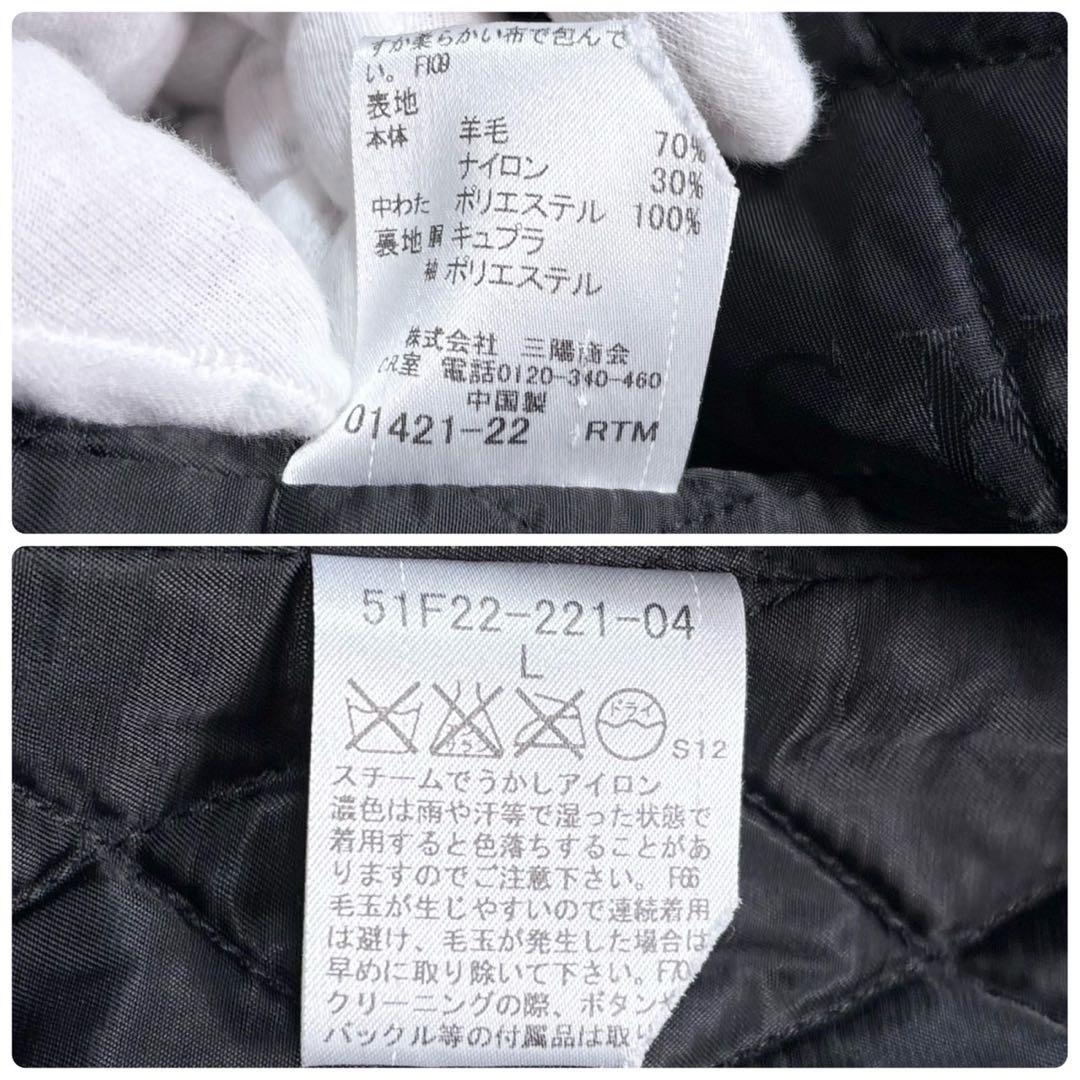 すか柔らかい布で包んで
い。 F109
表地
本体 羊毛 70%
ナイロン 30%
中わた ポリエステル 100%
裏地 胴 キュプラ
袖 ポリエステル
株式会社 三陽商会
CR室 電話0120-340-460
中国製
01421-22 RTM
51F22-221-04
L
ドライ
S12
スチームでうかしアイロン
濃色は雨や汗等で湿った状態で
着用すると色落ちすることがあ
りますのでご注意下さい。 F66
毛玉が生じやすいので連続着用
は避け、毛玉が発生した場合は
早めに取り除いて下さい。F70
クリーニングの際、ボタンや
バックル等の付属品は取り